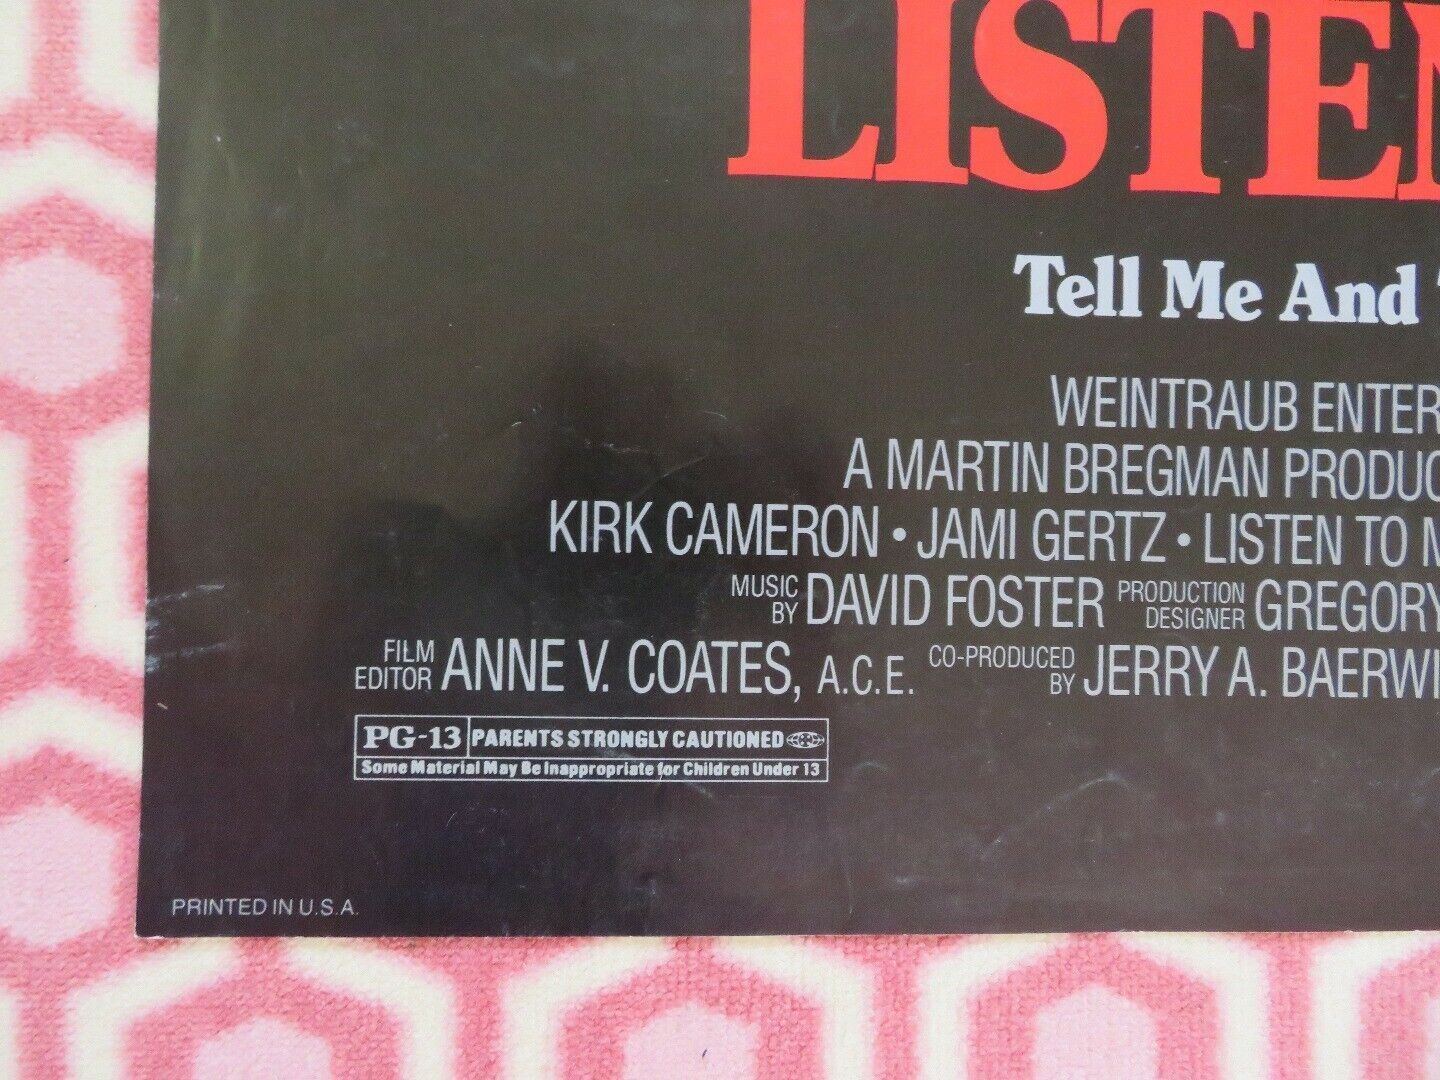 LISTEN
Tell Me And
WEINTRAUB ENTER
A MARTIN BREGMAN PRODUC
KIRK CAMERON • JAMI GERTZ • LISTEN TO M
MUSIC BY DAVID FOSTER PRODUCTION DESIGNER GREGORY
FILM EDITOR ANNE V. COATES, A.C.E. CO-PRODUCED BY JERRY A. BAERWI
PG-13 PARENTS STRONGLY CAUTIONED
Some Material May Be Inappropriate for Children Under 13
PRINTED IN U.S.A.